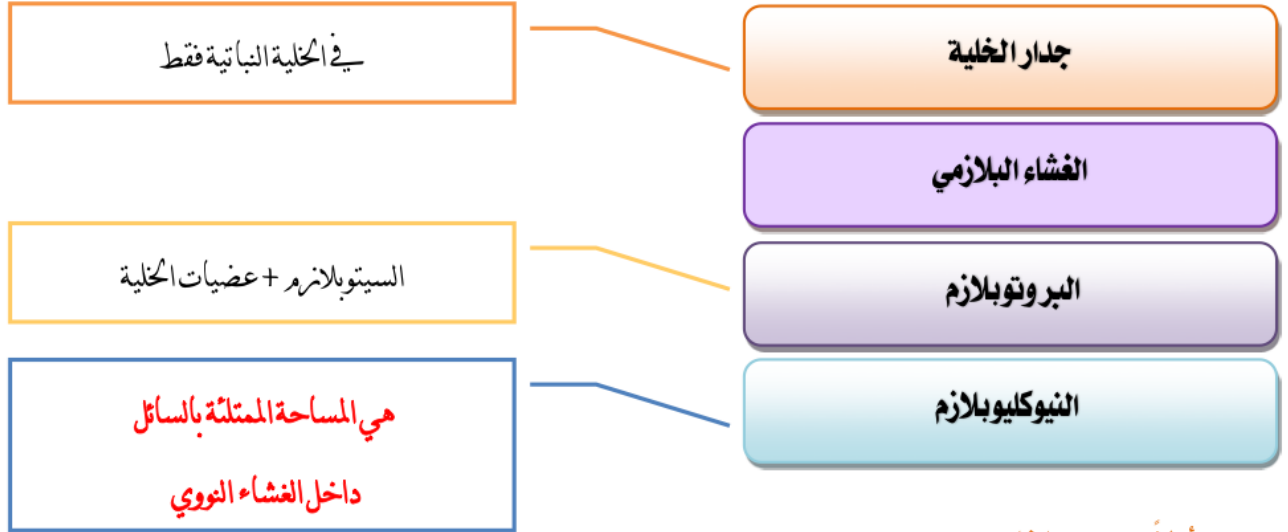 جدار الخلية
في الخلية النباتية فقط
الغشاء البلازمي
البروتوبلازم
السيتوبلازم + عضيات الخلية
النيوكليوبلازم
هي المساحة الممتلئة بالسائل
داخل الغشاء النووي